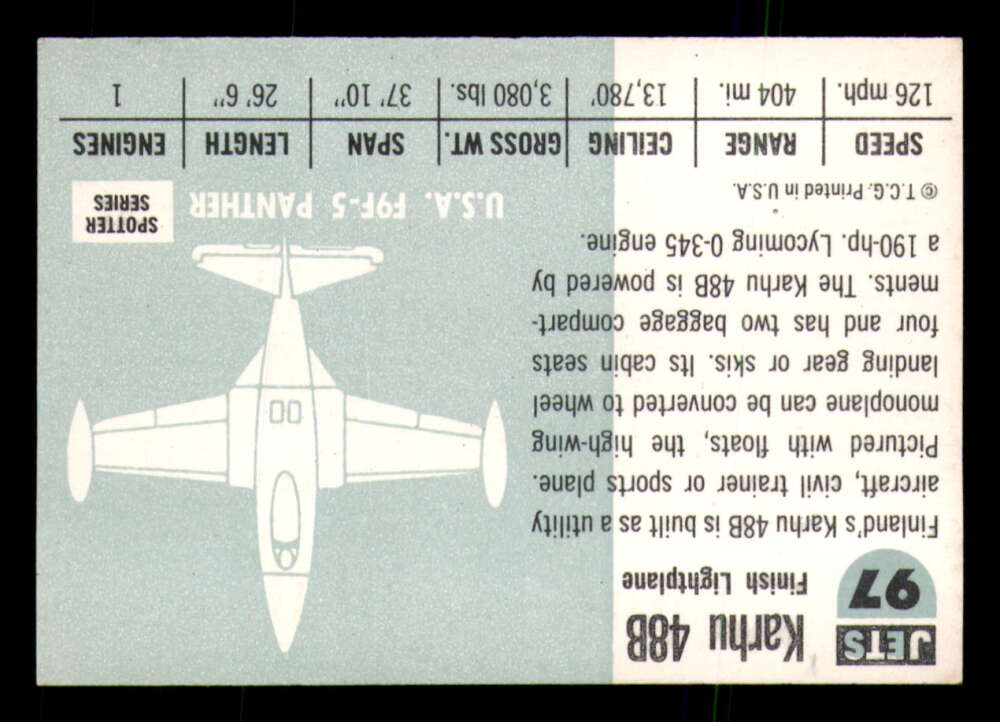 JETS
97
Karhu 48B
Finish Lightplane
Finland's Karhu 48B is built as a utility
aircraft, civil trainer or sports plane.
Pictured with floats, the high-wing
monoplane can be converted to wheel
landing gear or skis. Its cabin seats
four and has two baggage compart-
ments. The Karhu 48B is powered by
a 190-hp. Lycoming 0-345 engine.
© T.C.G. Printed in U.S.A.
U.S.A. F9F-5 PANTHER
SPOTTER
SERIES
SPEED RANGE CEILING GROSS WT. SPAN LENGTH ENGINES
126 mph. 404 mi. 13,780' 3,080 lbs. 37' 10" 26' 6" 1